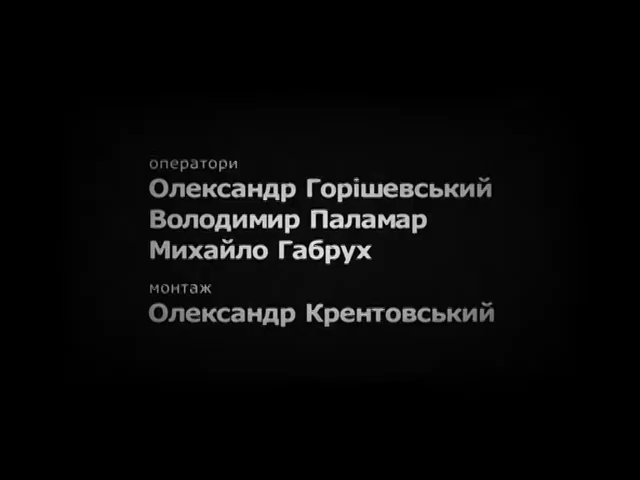 оператори
Олександр Горішевський
Володимир Паламар
Михайло Габрух
монтаж
Олександр Крентовський